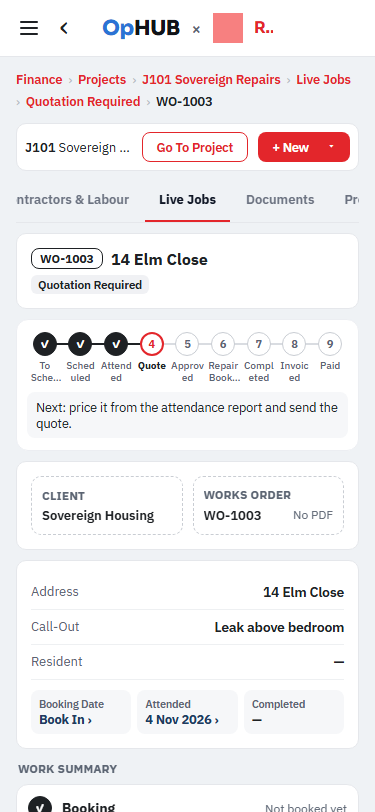 OpHUB × R..
Finance › Projects › J101 Sovereign Repairs › Live Jobs
› Quotation Required › WO-1003
J101 Sovereign ... Go To Project + New
ntractors & Labour Live Jobs Documents Pr
WO-1003 14 Elm Close
Quotation Required
4 5 6 7 8 9
To Sched Attend Quote Approv Repair Compl Invoic Paid
Sche... uled ed ed Book... eted ed
Next: price it from the attendance report and send the
quote.
CLIENT WORKS ORDER
Sovereign Housing WO-1003 No PDF
Address 14 Elm Close
Call-Out Leak above bedroom
Resident –
Booking Date Attended Completed
Book In › 4 Nov 2026 › –
WORK SUMMARY
Booking Not booked yet